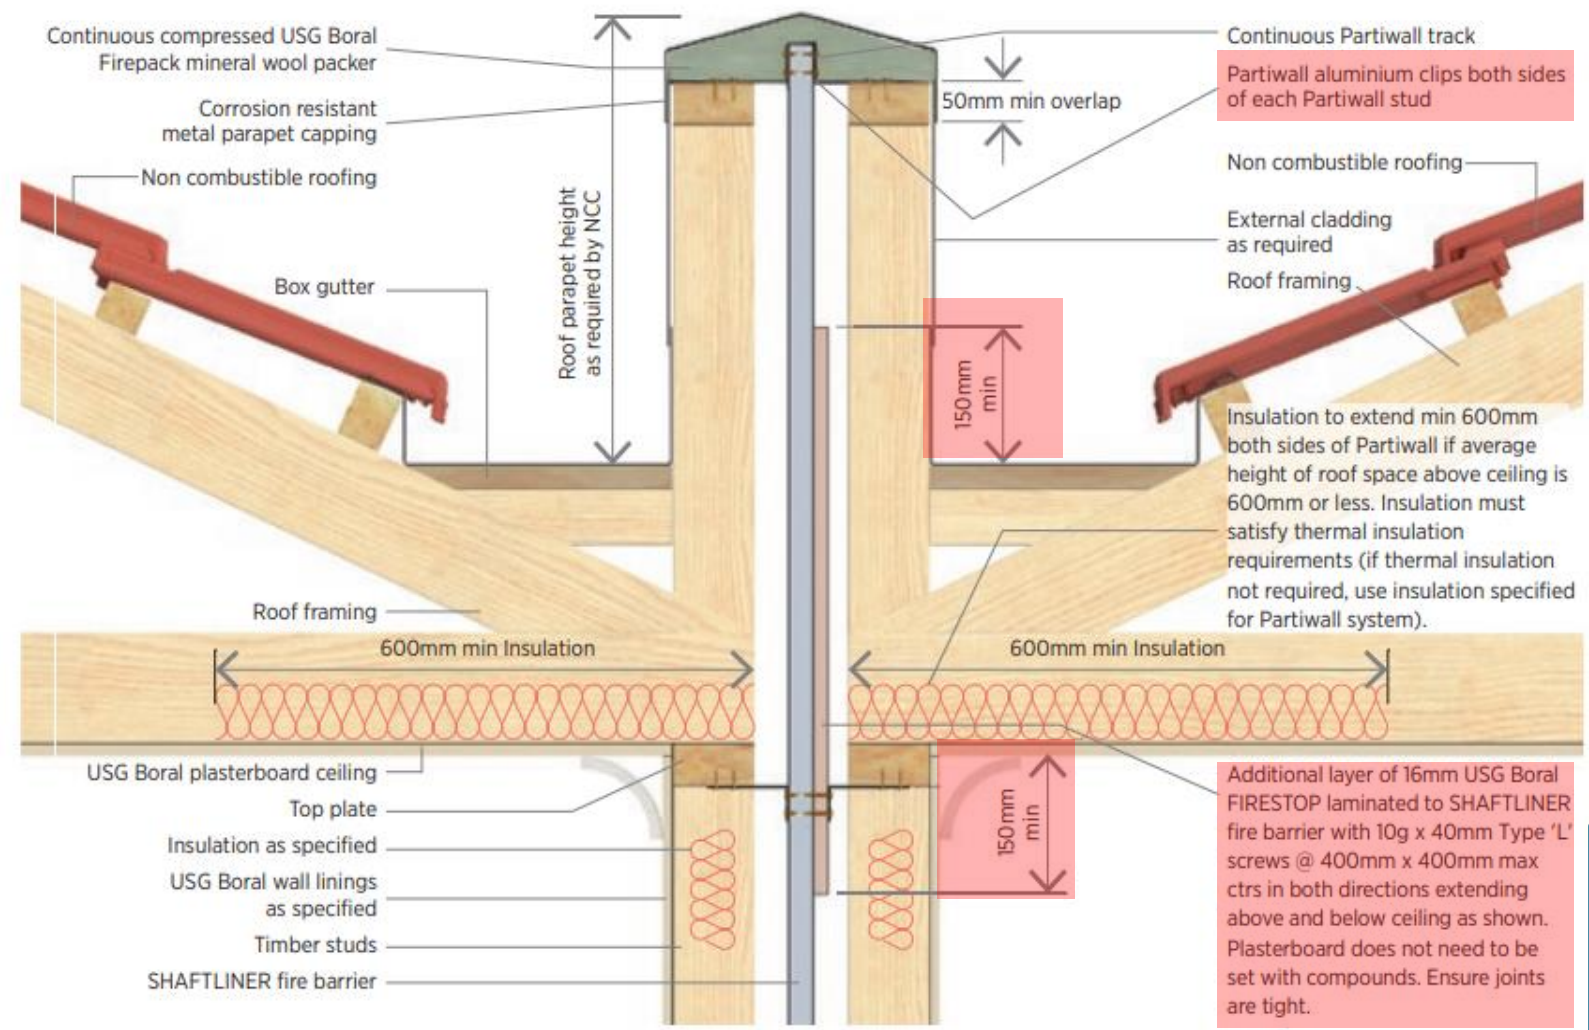 Continuous compressed USG Boral
Firepack mineral wool packer
Corrosion resistant
metal parapet capping
Non combustible roofing
Box gutter
Roof parapet height
as required by NCC
Roof framing
600mm min Insulation
USG Boral plasterboard ceiling
Top plate
Insulation as specified
USG Boral wall linings
as specified
Timber studs
SHAFTLINER fire barrier
Continuous Partiwall track
Partiwall aluminium clips both sides
of each Partiwall stud
50mm min overlap
Non combustible roofing
External cladding
as required
Roof framing
150mm
min
Insulation to extend min 600mm
both sides of Partiwall if average
height of roof space above ceiling is
600mm or less. Insulation must
satisfy thermal insulation
requirements (if thermal insulation
not required, use insulation specified
for Partiwall system).
600mm min Insulation
150mm
min
Additional layer of 16mm USG Boral
FIRESTOP laminated to SHAFTLINER
fire barrier with 10g x 40mm Type 'L'
screws @ 400mm x 400mm max
ctrs in both directions extending
above and below ceiling as shown.
Plasterboard does not need to be
set with compounds. Ensure joints
are tight.